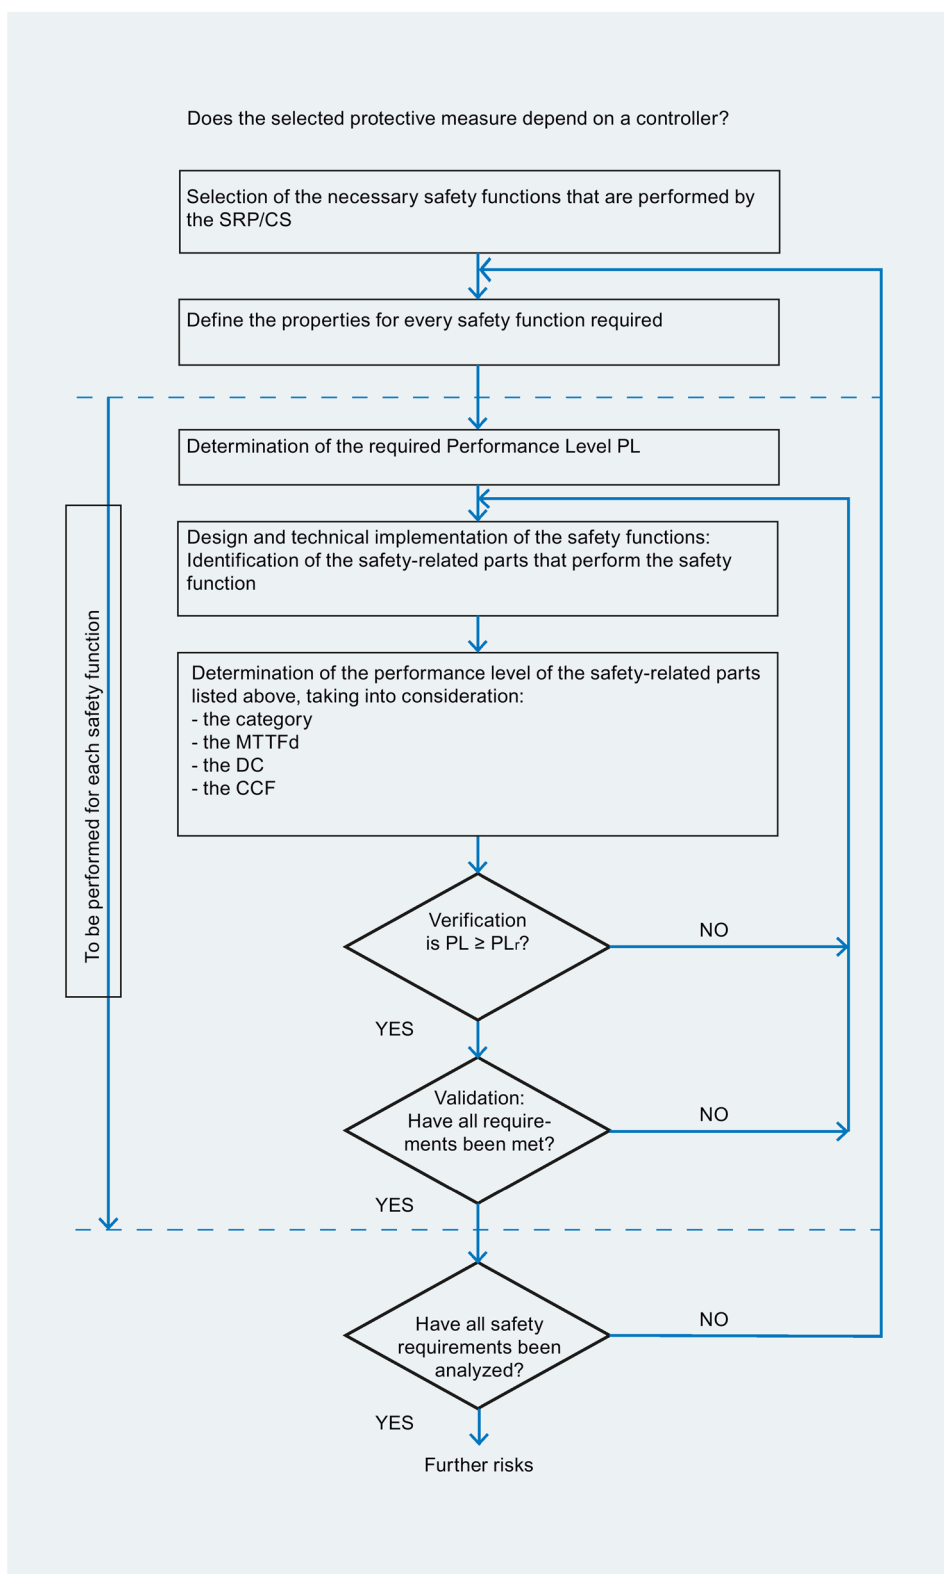 Does the selected protective measure depend on a controller?
Selection of the necessary safety functions that are performed by
the SRP/CS
Define the properties for every safety function required
Determination of the required Performance Level PL
Design and technical implementation of the safety functions:
Identification of the safety-related parts that perform the safety
function
To be performed for each safety function
Determination of the performance level of the safety-related parts
listed above, taking into consideration:
- the category
- the MTTFd
- the DC
- the CCF
Verification
is PL ≥ PLr?
NO
YES
Validation:
Have all require-
ments been met?
NO
YES
Have all safety
requirements been
analyzed?
NO
YES
Further risks